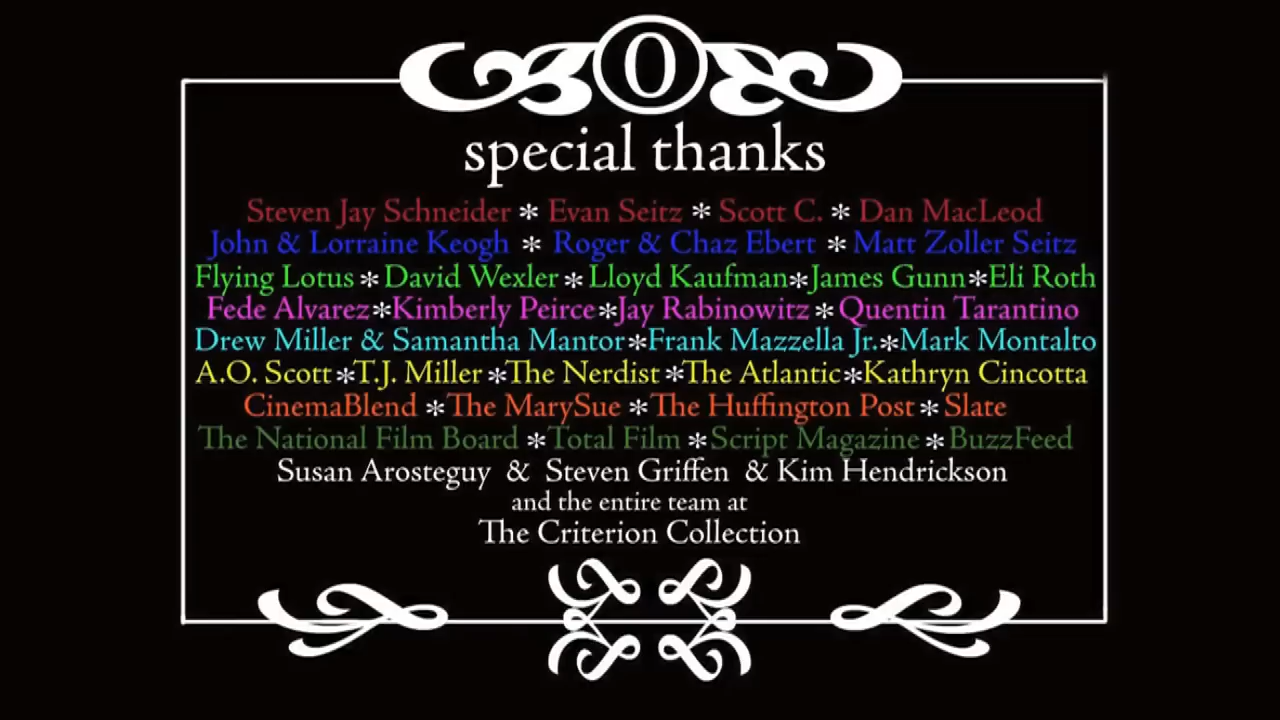 0
special thanks
Steven Jay Schneider * Evan Seitz * Scott C. * Dan MacLeod
John & Lorraine Keogh * Roger & Chaz Ebert * Matt Zoller Seitz
Flying Lotus * David Wexler * Lloyd Kaufman * James Gunn * Eli Roth
Fede Alvarez * Kimberly Peirce * Jay Rabinowitz * Quentin Tarantino
Drew Miller & Samantha Mantor * Frank Mazzella Jr. * Mark Montalto
A.O. Scott * T.J. Miller * The Nerdist * The Atlantic * Kathryn Cincotta
CinemaBlend * The MarySue * The Huffington Post * Slate
The National Film Board * Total Film * Script Magazine * BuzzFeed
Susan Arosteguy & Steven Griffen & Kim Hendrickson
and the entire team at
The Criterion Collection